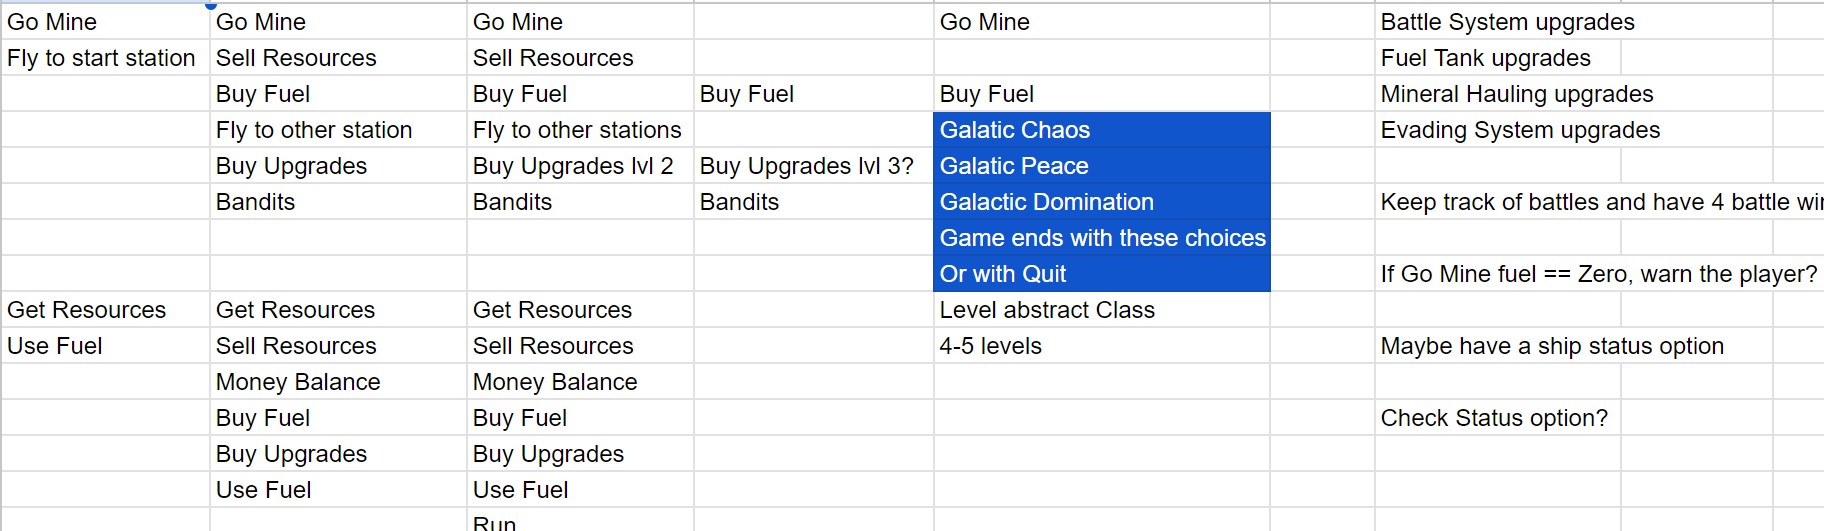 Go Mine Go Mine Go Mine Go Mine Battle System upgrades
Fly to start station Sell Resources Sell Resources Fuel Tank upgrades
Buy Fuel Buy Fuel Buy Fuel Buy Fuel Mineral Hauling upgrades
Fly to other station Fly to other stations Galatic Chaos Evading System upgrades
Buy Upgrades Buy Upgrades lvl 2 Buy Upgrades lvl 3? Galatic Peace
Bandits Bandits Bandits Galactic Domination Keep track of battles and have 4 battle
Game ends with these choices
Or with Quit If Go Mine fuel == Zero, warn the player?
Get Resources Get Resources Get Resources Level abstract Class
Use Fuel Sell Resources Sell Resources 4-5 levels Maybe have a ship status option
Money Balance Money Balance
Buy Fuel Buy Fuel Check Status option?
Buy Upgrades Buy Upgrades
Use Fuel Use Fuel
Run